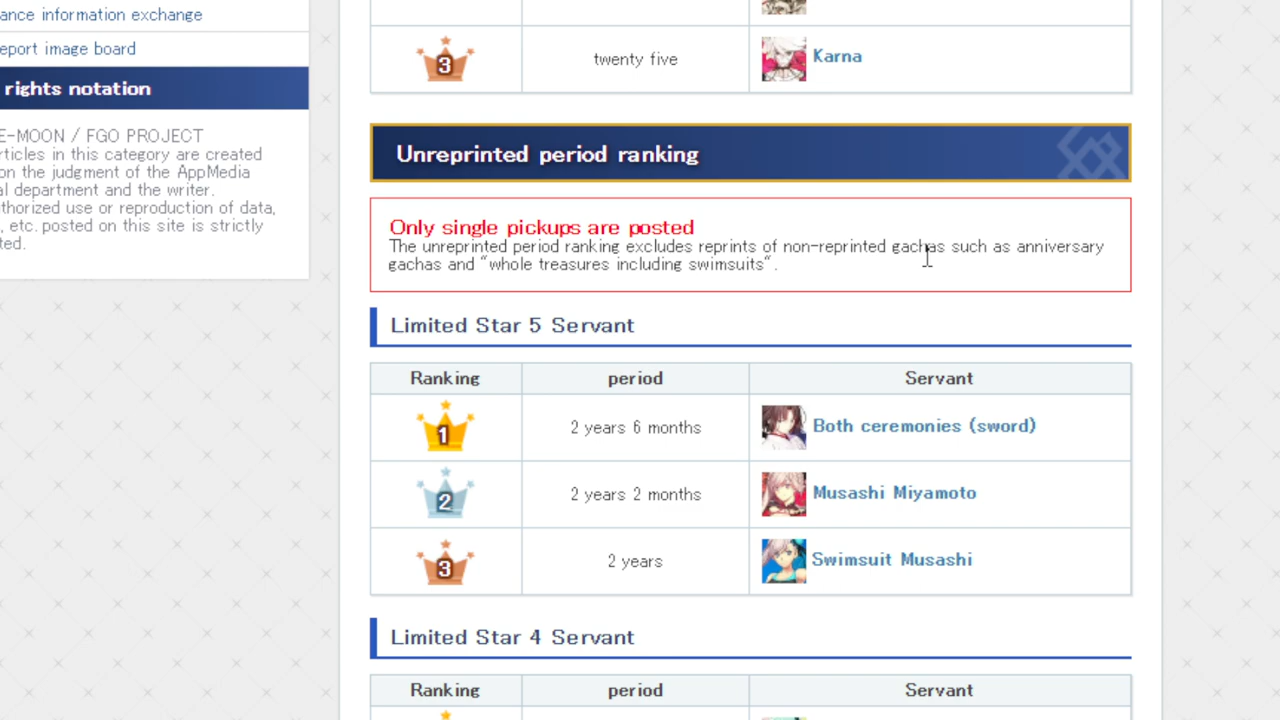 ance information exchange
eport image board
rights notation
E-MOON / FGO PROJECT
rticles in this category are created
on the judgment of the AppMedia
al department and the writer.
thorized use or reproduction of data,
, etc. posted on this site is strictly
ted.
3 twenty five Karna
Unreprinted period ranking
Only single pickups are posted
The unreprinted period ranking excludes reprints of non-reprinted gachas such as anniversary
gachas and "whole treasures including swimsuits".
Limited Star 5 Servant
Ranking period Servant
1 2 years 6 months Both ceremonies (sword)
2 2 years 2 months Musashi Miyamoto
3 2 years Swimsuit Musashi
Limited Star 4 Servant
Ranking period Servant